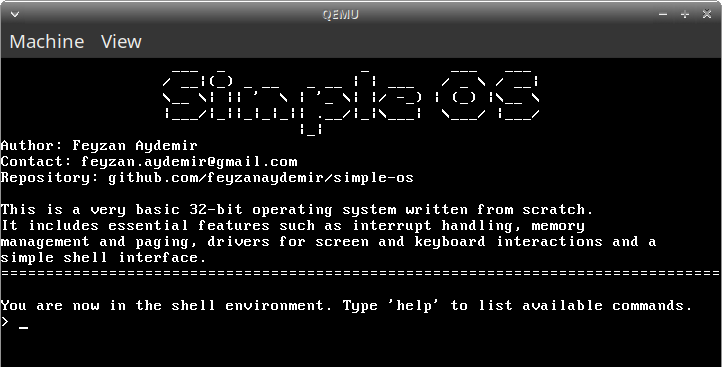 QEMU
Machine View
Simple OS
Author: Feyzan Aydemir
Contact: feyzan.aydemir@gmail.com
Repository: github.com/feyzanaydemir/simple-os
This is a very basic 32-bit operating system written from scratch.
It includes essential features such as interrupt handling, memory
management and paging, drivers for screen and keyboard interactions and a
simple shell interface.
================================================================================
You are now in the shell environment. Type 'help' to list available commands.
> _